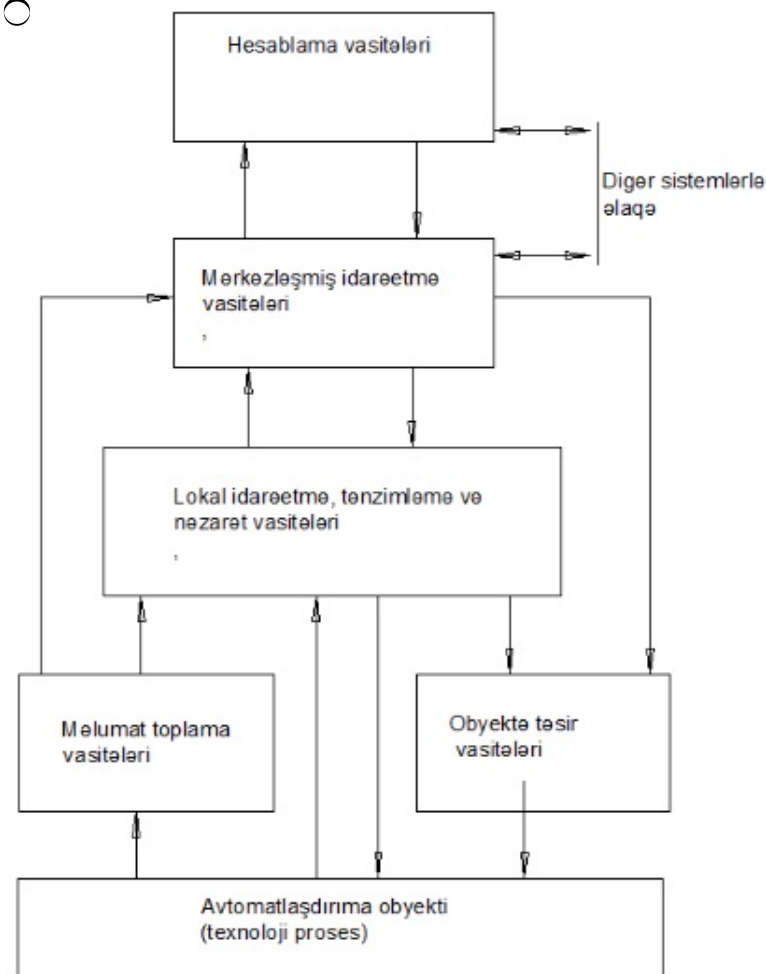 Hesablama vasitələri
Digər sistemlərlə
əlaqə
Mərkəzləşmiş idarəetmə
vasitələri
,
Lokal idarəetmə, tənzimləmə və
nəzarət vasitələri
,
Məlumat toplama
vasitələri
Obyektə təsir
vasitələri
Avtomatlaşdırıma obyekti
(texnoloji proses)